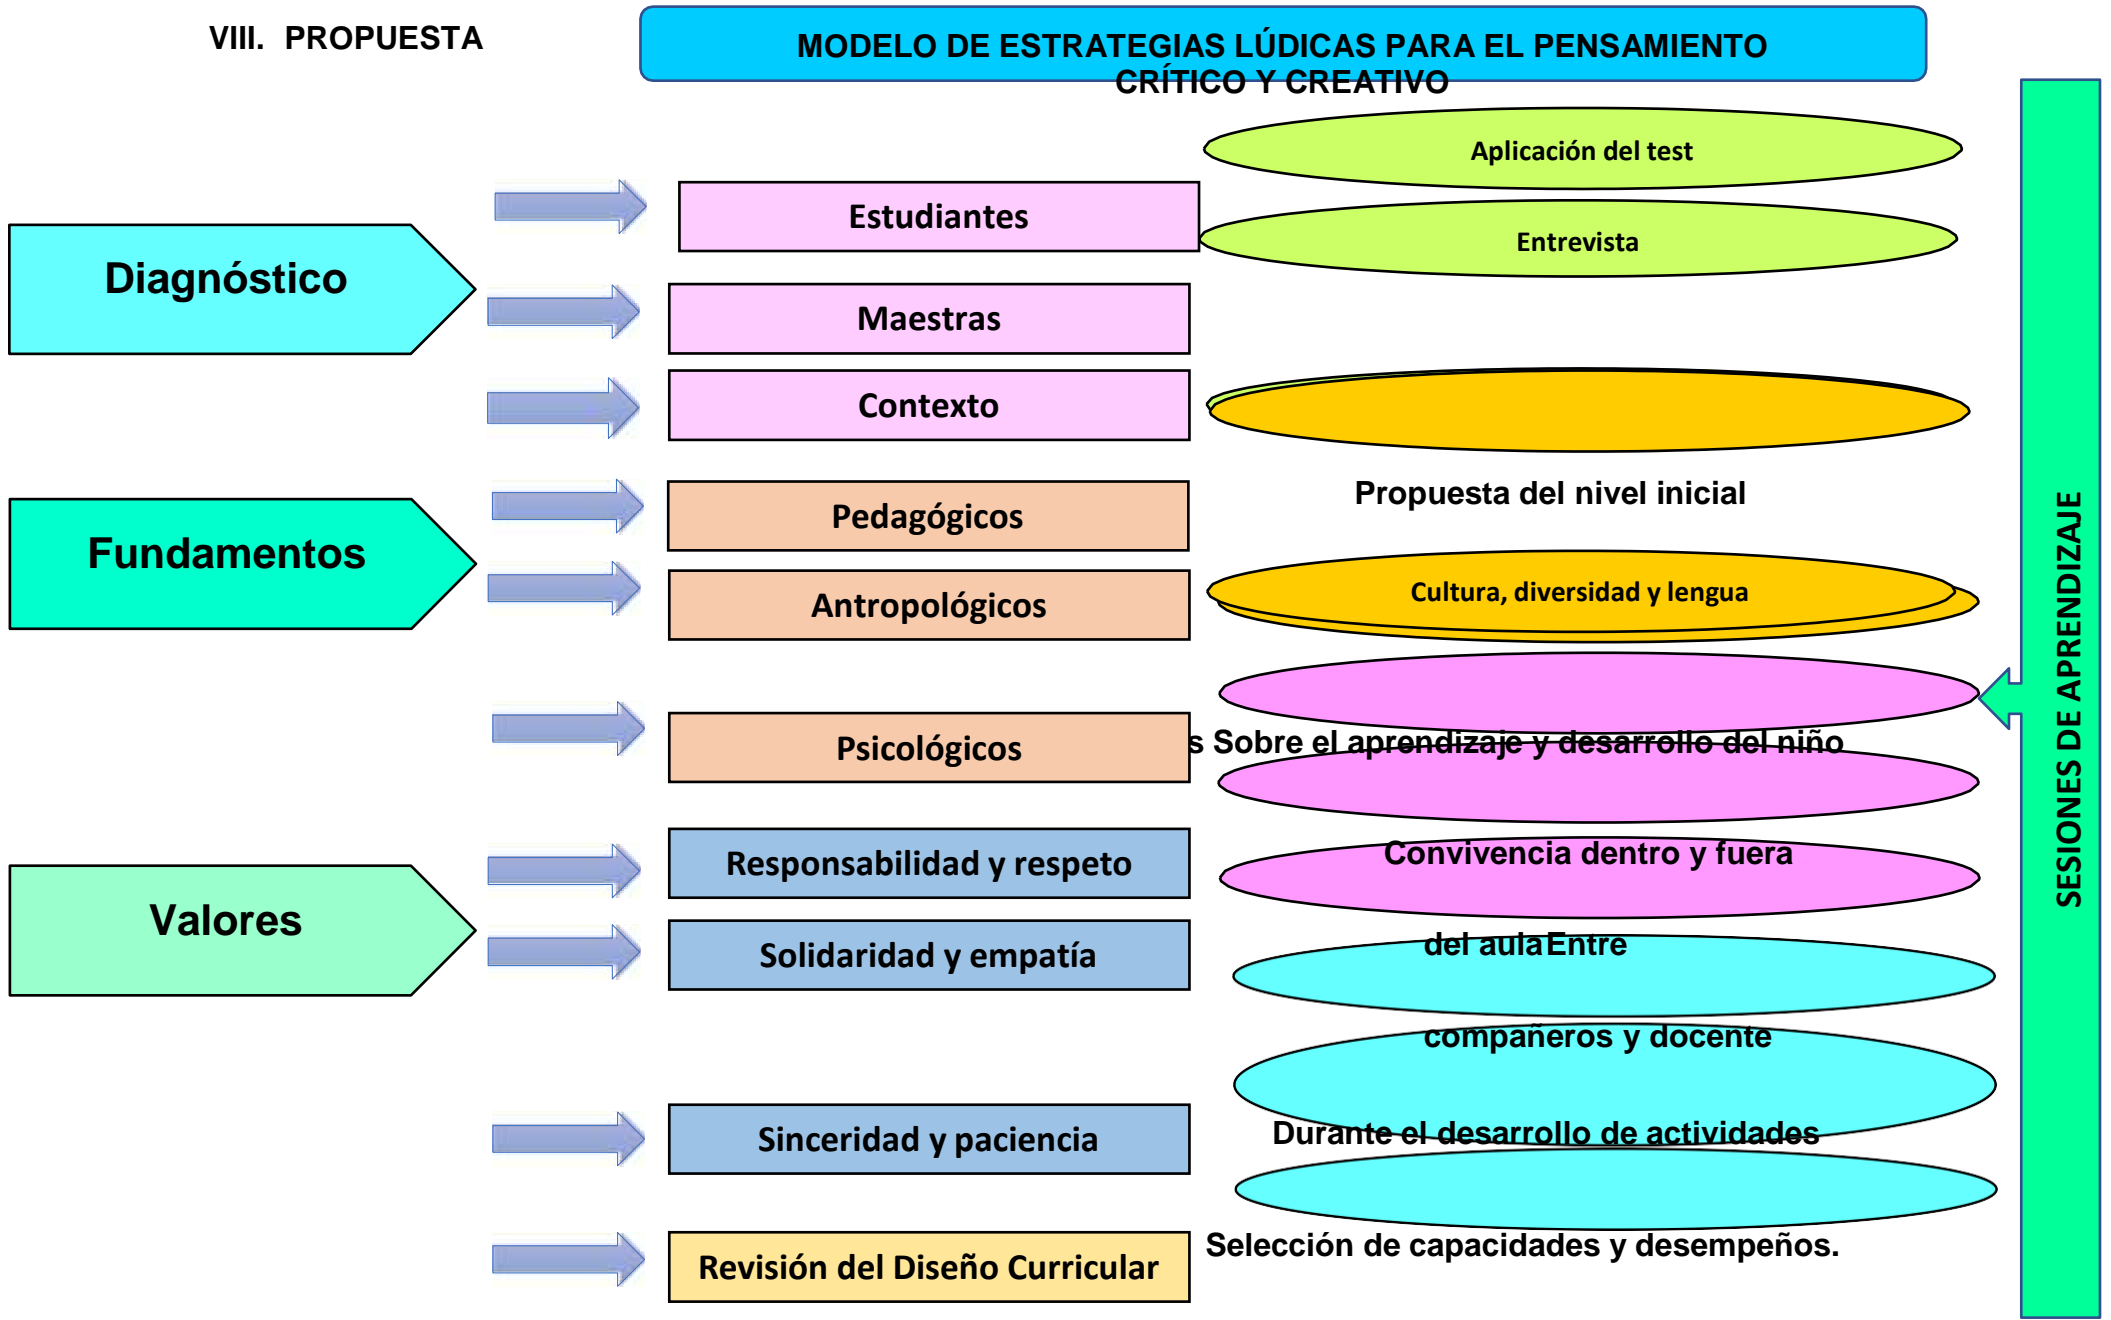 VIII. PROPUESTA
MODELO DE ESTRATEGIAS LÚDICAS PARA EL PENSAMIENTO
CRÍTICO Y CREATIVO
Aplicación del test
Estudiantes
Entrevista
Diagnóstico
Maestras
Contexto
Propuesta del nivel inicial
Pedagógicos
Fundamentos
Cultura, diversidad y lengua
Antropológicos
s Sobre el aprendizaje y desarrollo del niño
Psicológicos
Convivencia dentro y fuera
Responsabilidad y respeto
Valores
del aula Entre
Solidaridad y empatía
compañeros y docente
Durante el desarrollo de actividades
Sinceridad y paciencia
Selección de capacidades y desempeños.
Revisión del Diseño Curricular
SESIONES DE APRENDIZAJE